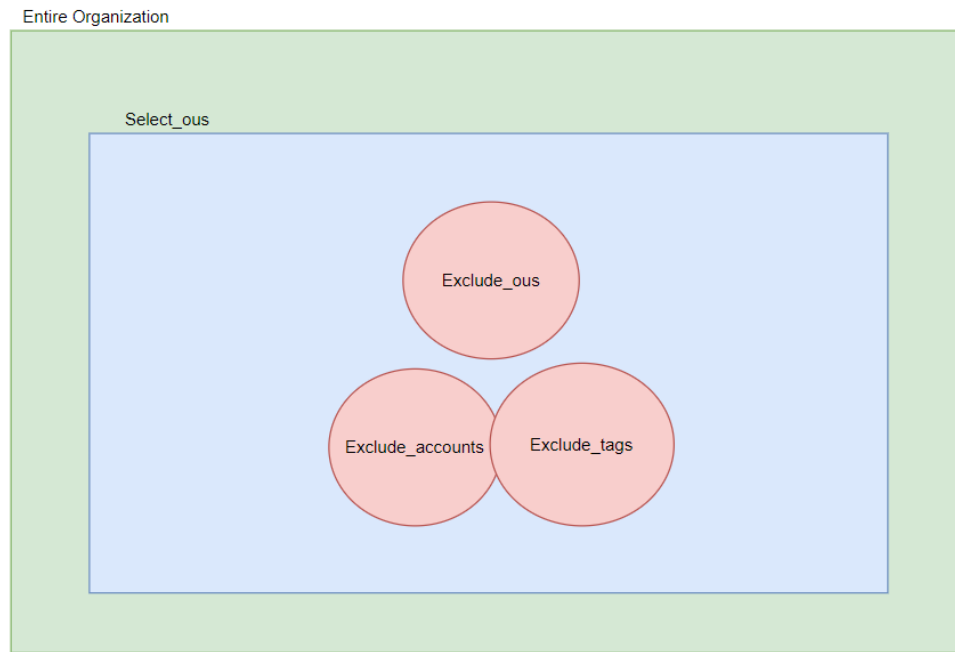 Entire Organization
Select_ous
Exclude_ous
Exclude_accounts
Exclude_tags